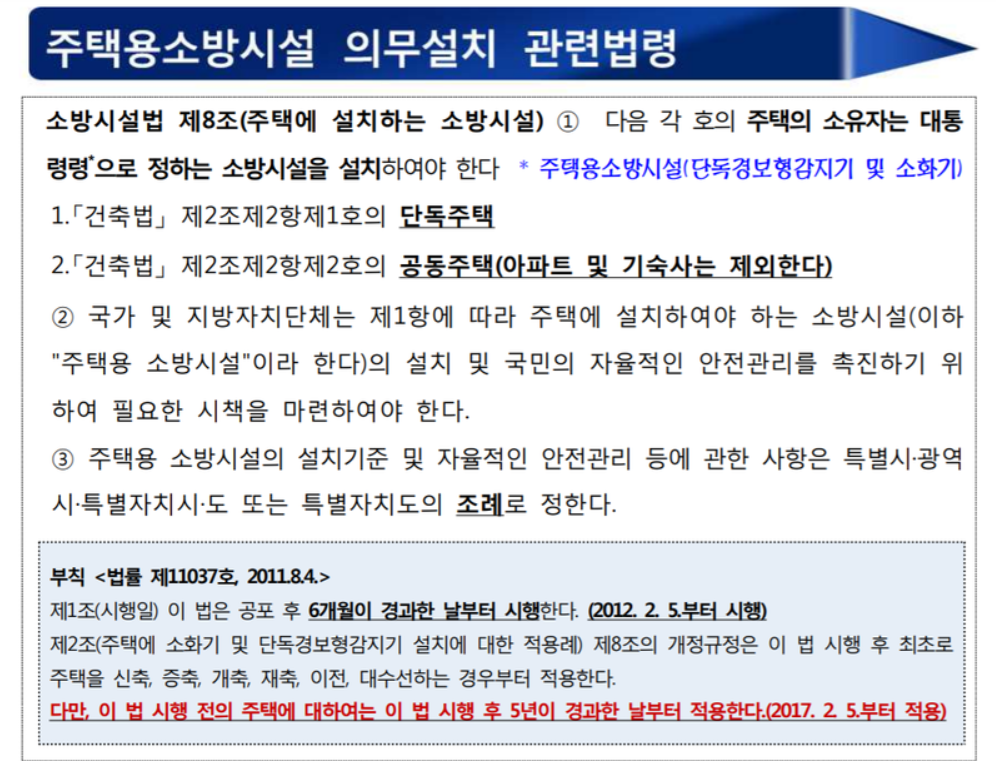 주택용소방시설 의무설치 관련법령
소방시설법 제8조(주택에 설치하는 소방시설) ① 다음 각 호의 주택의 소유자는 대통
령령*으로 정하는 소방시설을 설치하여야 한다 * 주택용소방시설(단독경보형감지기 및 소화기)
1.「건축법」 제2조제2항제1호의 단독주택
2.「건축법」 제2조제2항제2호의 공동주택(아파트 및 기숙사는 제외한다)
② 국가 및 지방자치단체는 제1항에 따라 주택에 설치하여야 하는 소방시설(이하
"주택용 소방시설"이라 한다)의 설치 및 국민의 자율적인 안전관리를 촉진하기 위
하여 필요한 시책을 마련하여야 한다.
③ 주택용 소방시설의 설치기준 및 자율적인 안전관리 등에 관한 사항은 특별시·광역
시·특별자치시·도 또는 특별자치도의 조례로 정한다.
부칙 <법률 제11037호, 2011.8.4.>
제1조(시행일) 이 법은 공포 후 6개월이 경과한 날부터 시행한다. (2012. 2. 5.부터 시행)
제2조(주택에 소화기 및 단독경보형감지기 설치에 대한 적용례) 제8조의 개정규정은 이 법 시행 후 최초로
주택을 신축, 증축, 개축, 재축, 이전, 대수선하는 경우부터 적용한다.
다만, 이 법 시행 전의 주택에 대하여는 이 법 시행 후 5년이 경과한 날부터 적용한다.(2017. 2. 5.부터 적용)